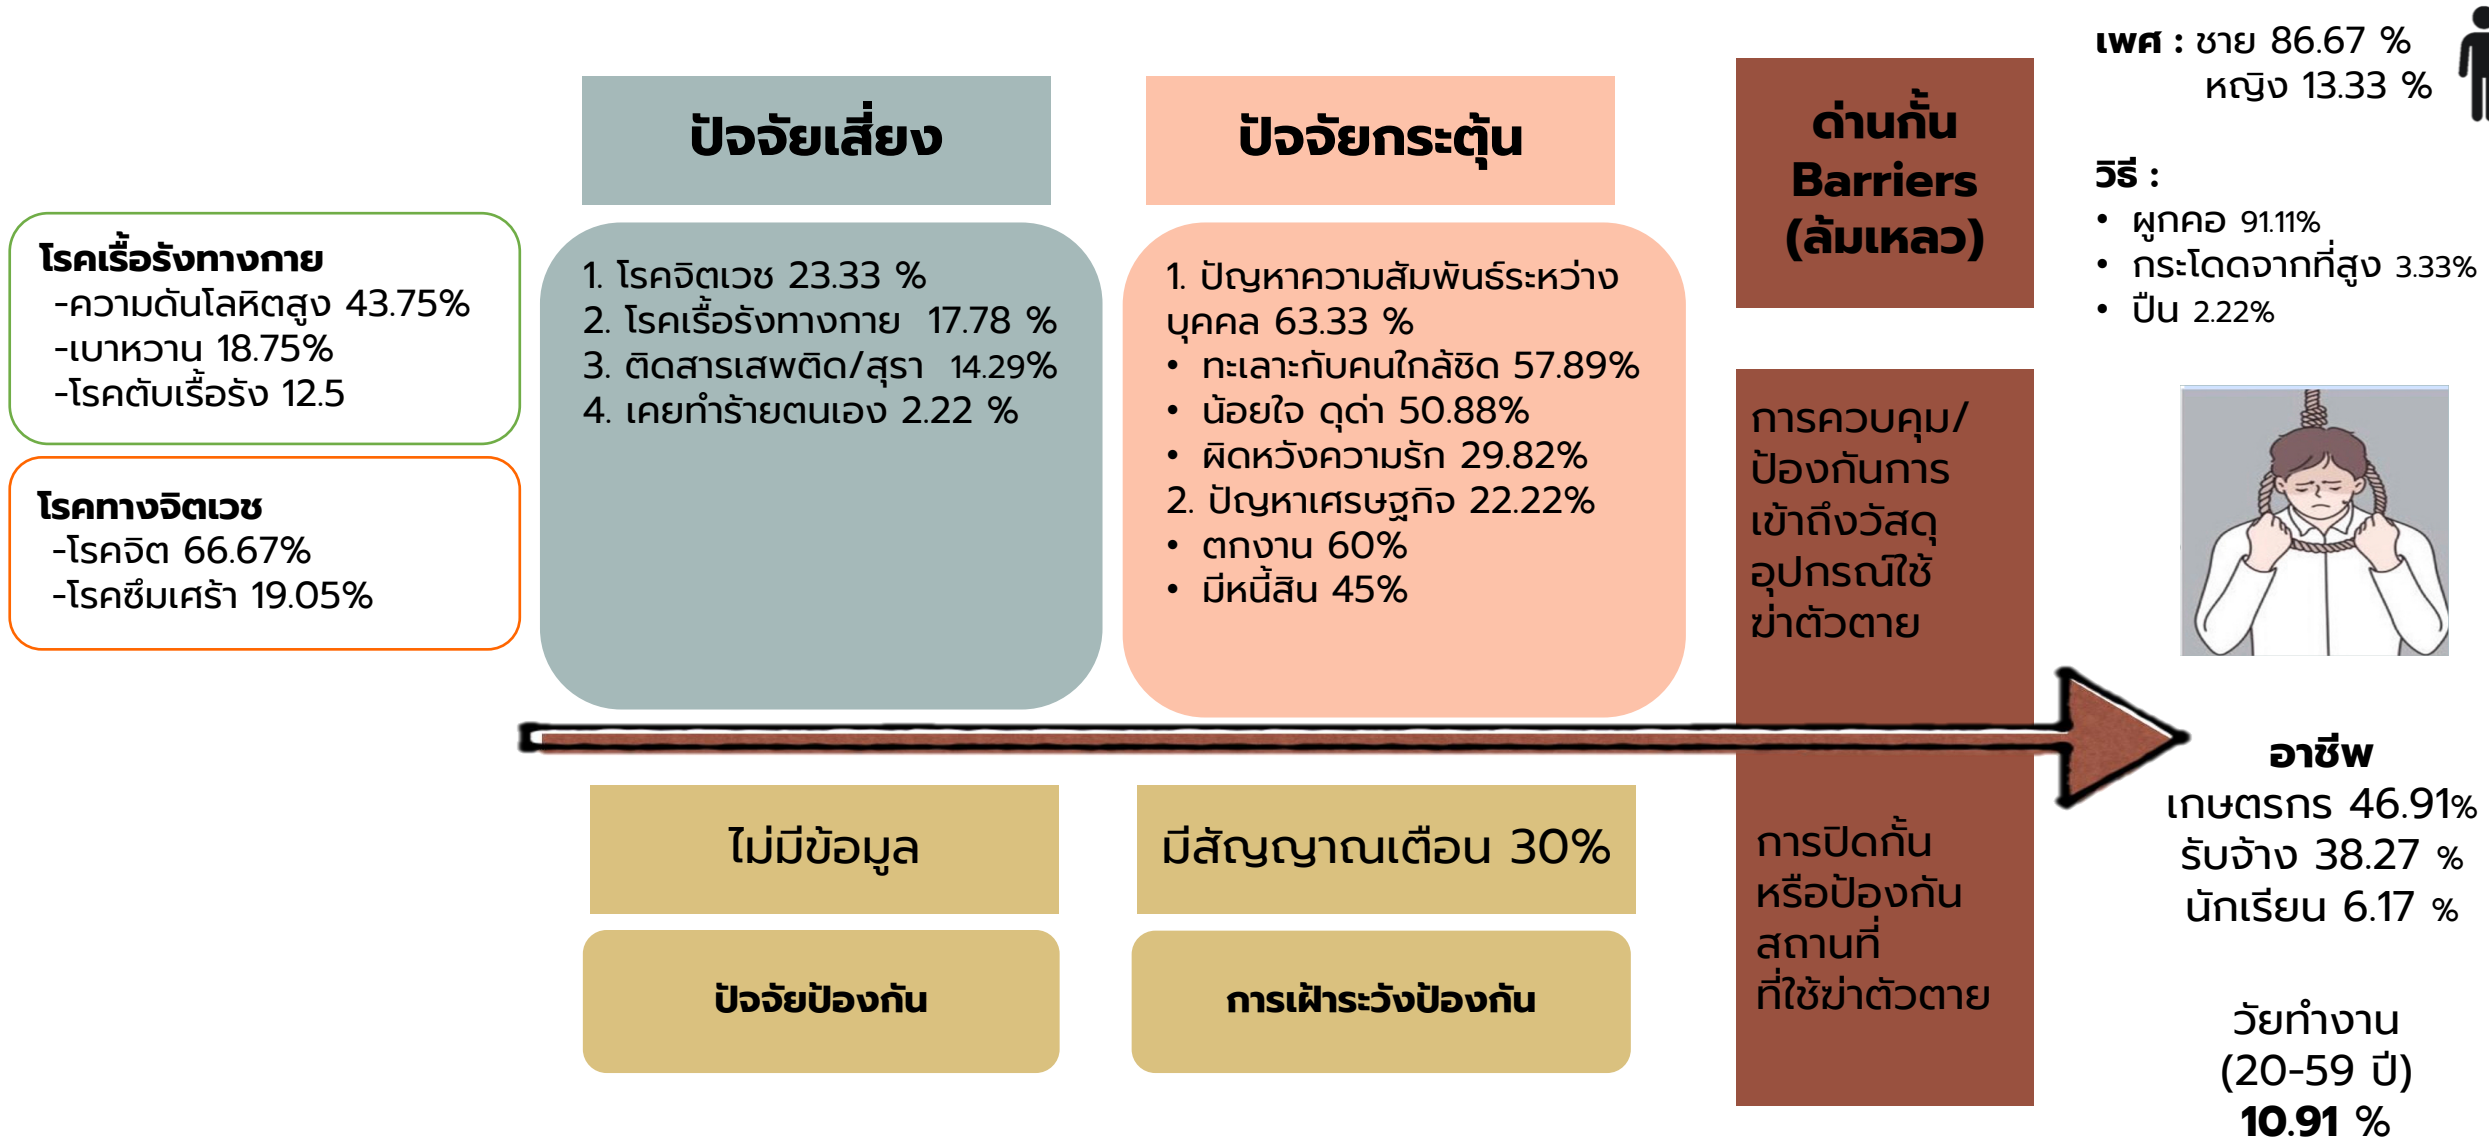 โรคเรื้อรังทางกาย
-ความดันโลหิตสูง 43.75%
-เบาหวาน 18.75%
-โรคตับเรื้อรัง 12.5
โรคทางจิตเวช
-โรคจิต 66.67%
-โรคซึมเศร้า 19.05%
ปัจจัยเสี่ยง
1. โรคจิตเวช 23.33 %
2. โรคเรื้อรังทางกาย 17.78 %
3. ติดสารเสพติด/สุรา 14.29%
4. เคยทำร้ายตนเอง 2.22 %
ปัจจัยกระตุ้น
1. ปัญหาความสัมพันธ์ระหว่าง
บุคคล 63.33 %
• ทะเลาะกับคนใกล้ชิด 57.89%
• น้อยใจ ดุด่า 50.88%
• ผิดหวังความรัก 29.82%
2. ปัญหาเศรษฐกิจ 22.22%
• ตกงาน 60%
• มีหนี้สิน 45%
ด่านกั้น
Barriers
(ล้มเหลว)
การควบคุม/
ป้องกันการ
เข้าถึงวัสดุ
อุปกรณ์ใช้
ฆ่าตัวตาย
การปิดกั้น
หรือป้องกัน
สถานที่
ที่ใช้ฆ่าตัวตาย
ไม่มีข้อมูล
ปัจจัยป้องกัน
มีสัญญาณเตือน 30%
การเฝ้าระวังป้องกัน
เพศ : ชาย 86.67 %
หญิง 13.33 %
วิธี :
• ผูกคอ 91.11%
• กระโดดจากที่สูง 3.33%
• ปืน 2.22%
อาชีพ
เกษตรกร 46.91%
รับจ้าง 38.27 %
นักเรียน 6.17 %
วัยทำงาน
(20-59 ปี)
10.91 %